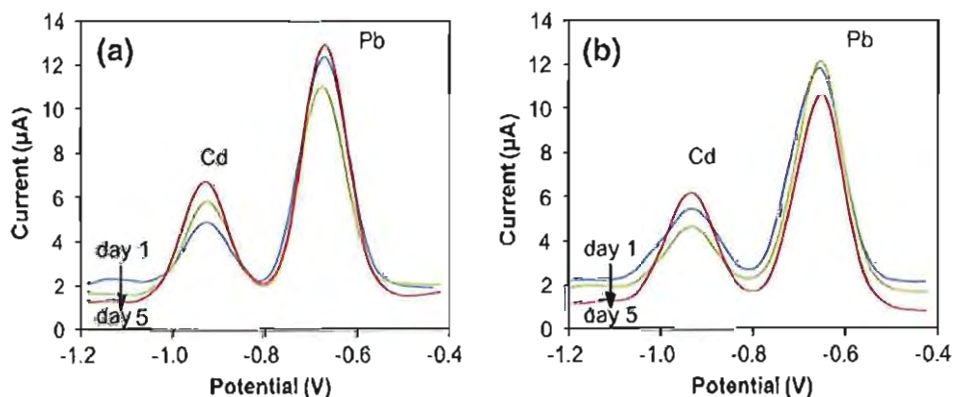 (a)
Pb
Cd
day 1
day 5
Current (µA)
14
12
10
8
6
4
2
0
-1.2
-1.0
-0.8
-0.6
-0.4
Potential (V)
(b)
Pb
Cd
day 1
day 5
Current (µA)
14
12
10
8
6
4
2
0
-1.2
-1.0
-0.8
-0.6
-0.4
Potential (V)